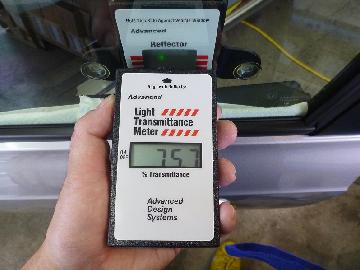 Advanced
Reflector
Advanced
Light
Transmittance
Meter
75.7
% Transmittance
Advanced
Design
Systems